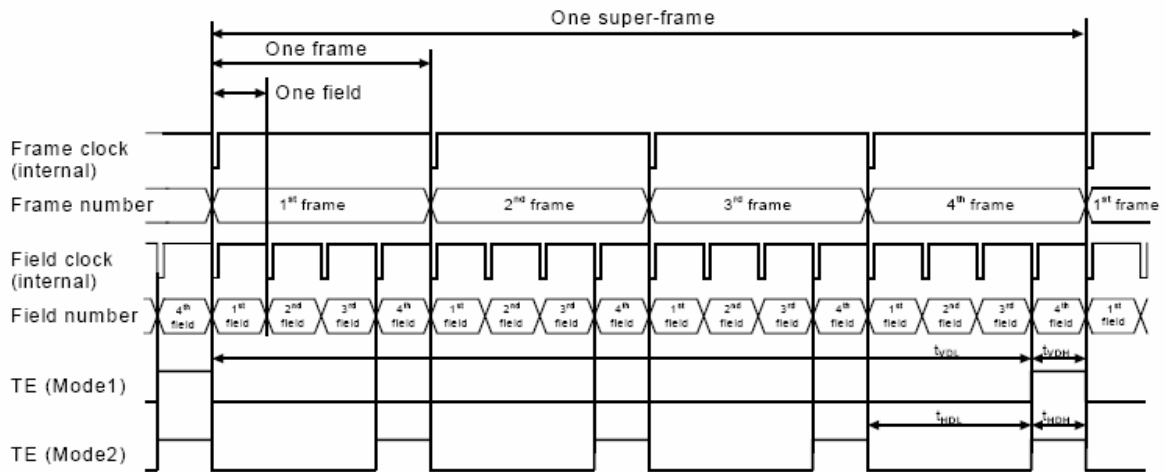 One super-frame
One frame
One field
Frame clock
(internal)
Frame number
1st frame
2nd frame
3rd frame
4th frame
1st frame
Field clock
(internal)
Field number
4th field
1st field
2nd field
3rd field
4th field
1st field
2nd field
3rd field
4th field
1st field
2nd field
3rd field
4th field
1st field
2nd field
3rd field
4th field
1st field
tVDL
tVDH
TE (Mode1)
tHDL
tHDH
TE (Mode2)